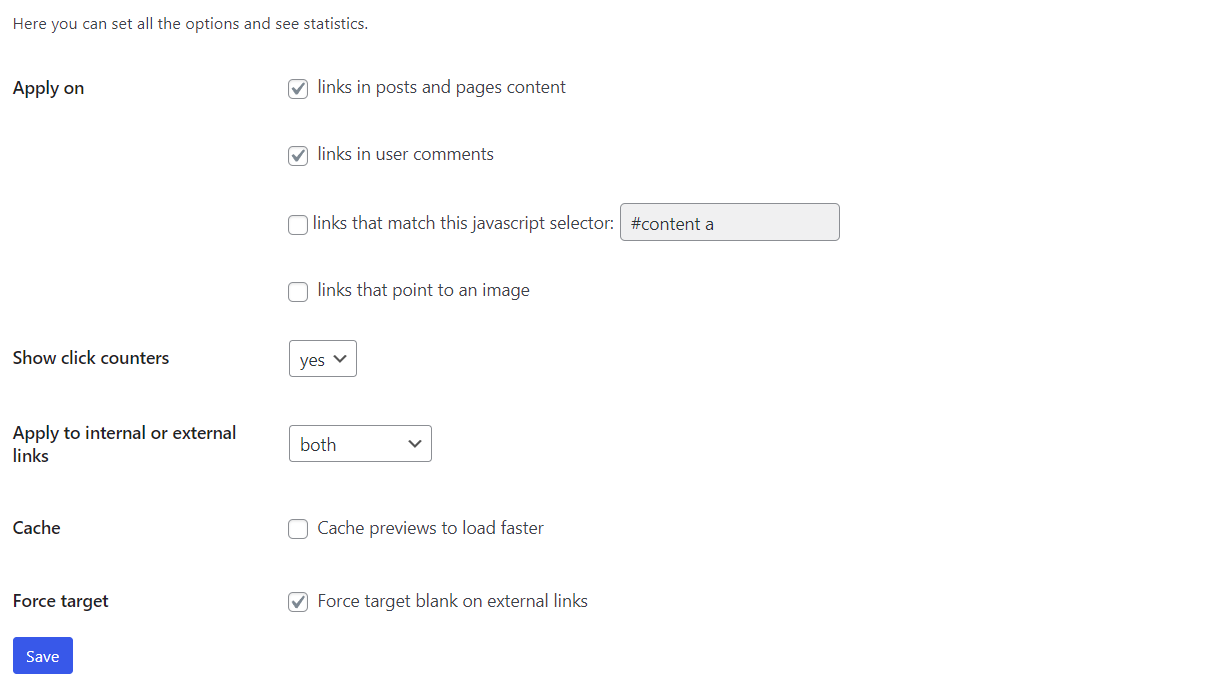 Here you can set all the options and see statistics.
Apply on
links in posts and pages content
links in user comments
links that match this javascript selector: #content a
links that point to an image
Show click counters
yes
Apply to internal or external
links
both
Cache
Cache previews to load faster
Force target
Force target blank on external links
Save